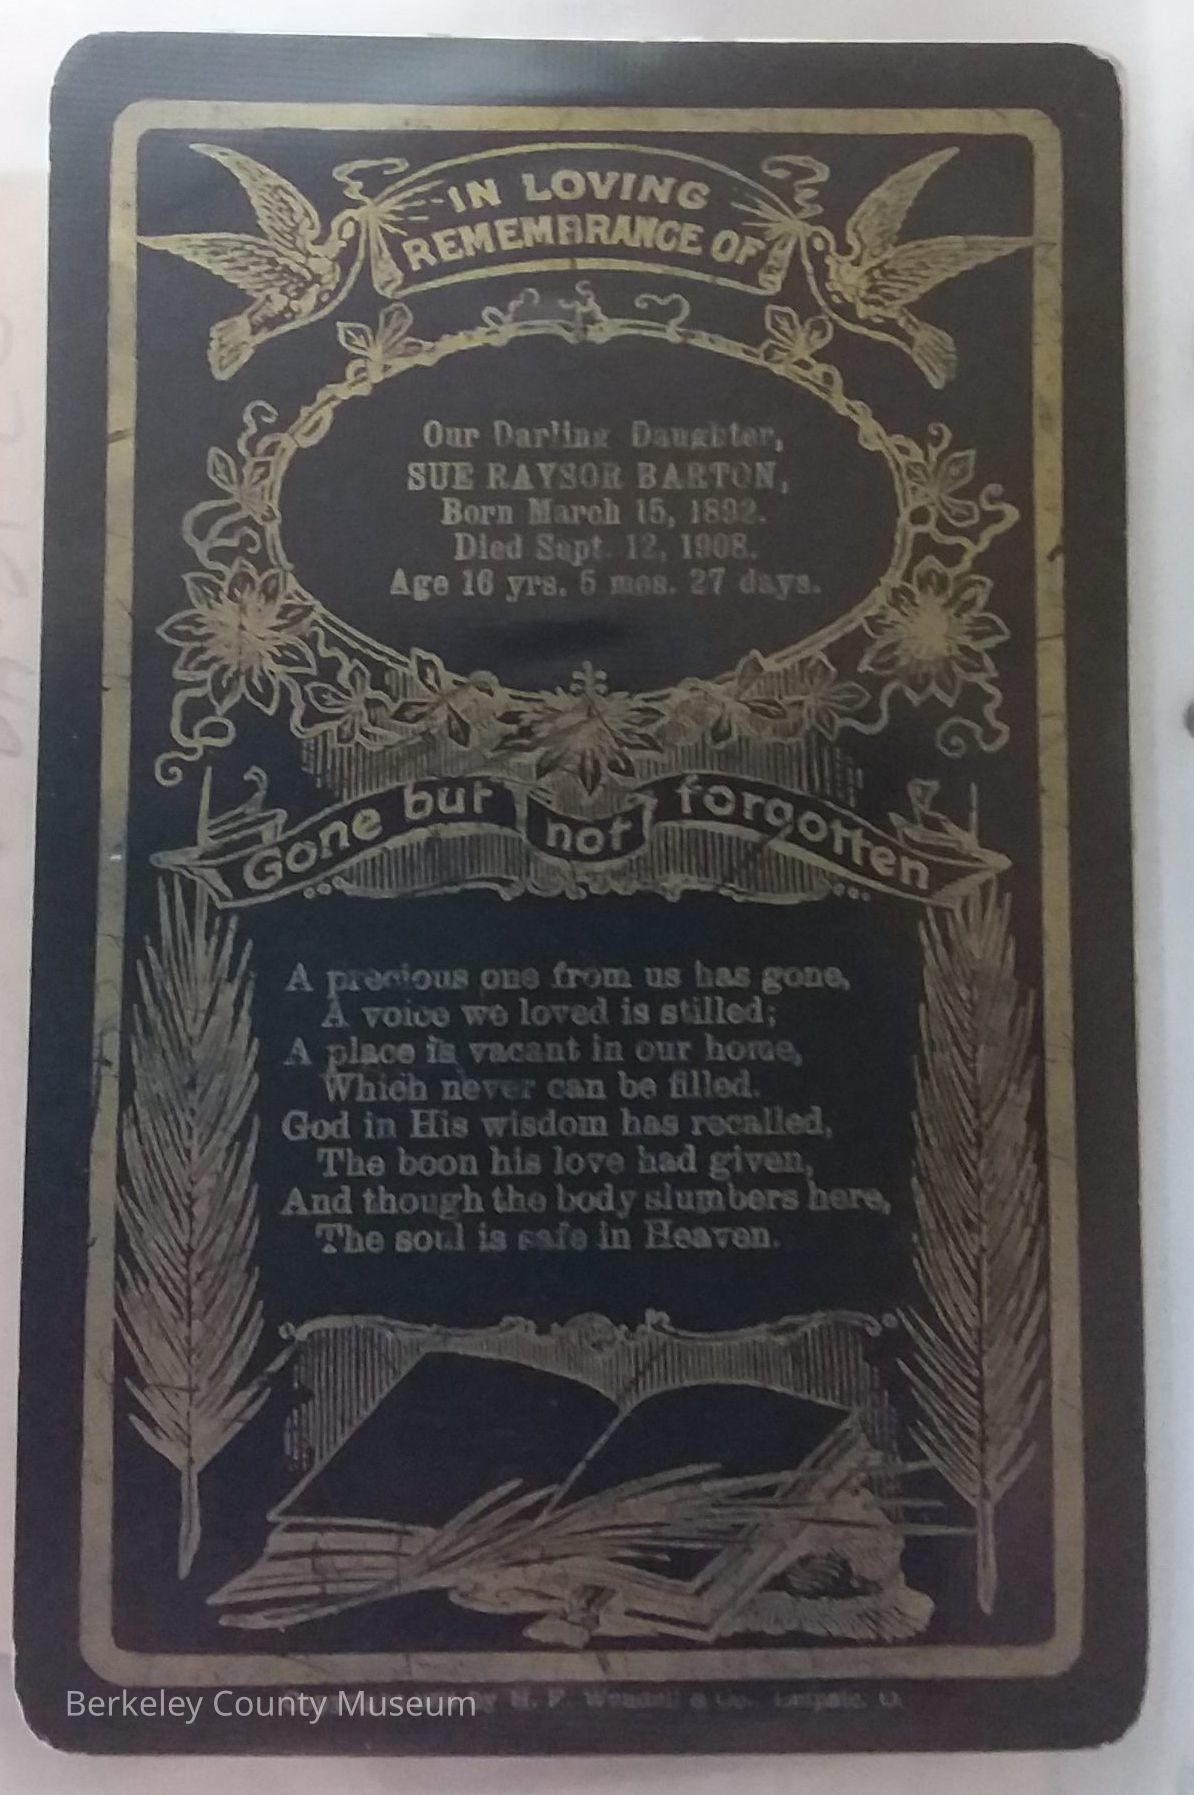 IN LOVING
REMEMBRANCE OF
Our Darling Daughter,
SUE RAYSOR BARTON,
Born March 15, 1892.
Died Sept. 12, 1908.
Age 16 yrs. 5 mos. 27 days.
Gone but not forgotten
A precious one from us has gone,
A voice we loved is stilled;
A place is vacant in our home,
Which never can be filled.
God in His wisdom has recalled,
The boon his love had given,
And though the body slumbers here,
The soul is safe in Heaven.
by H. F. Wendell & Co. Leipsic, O.
Berkeley County Museum